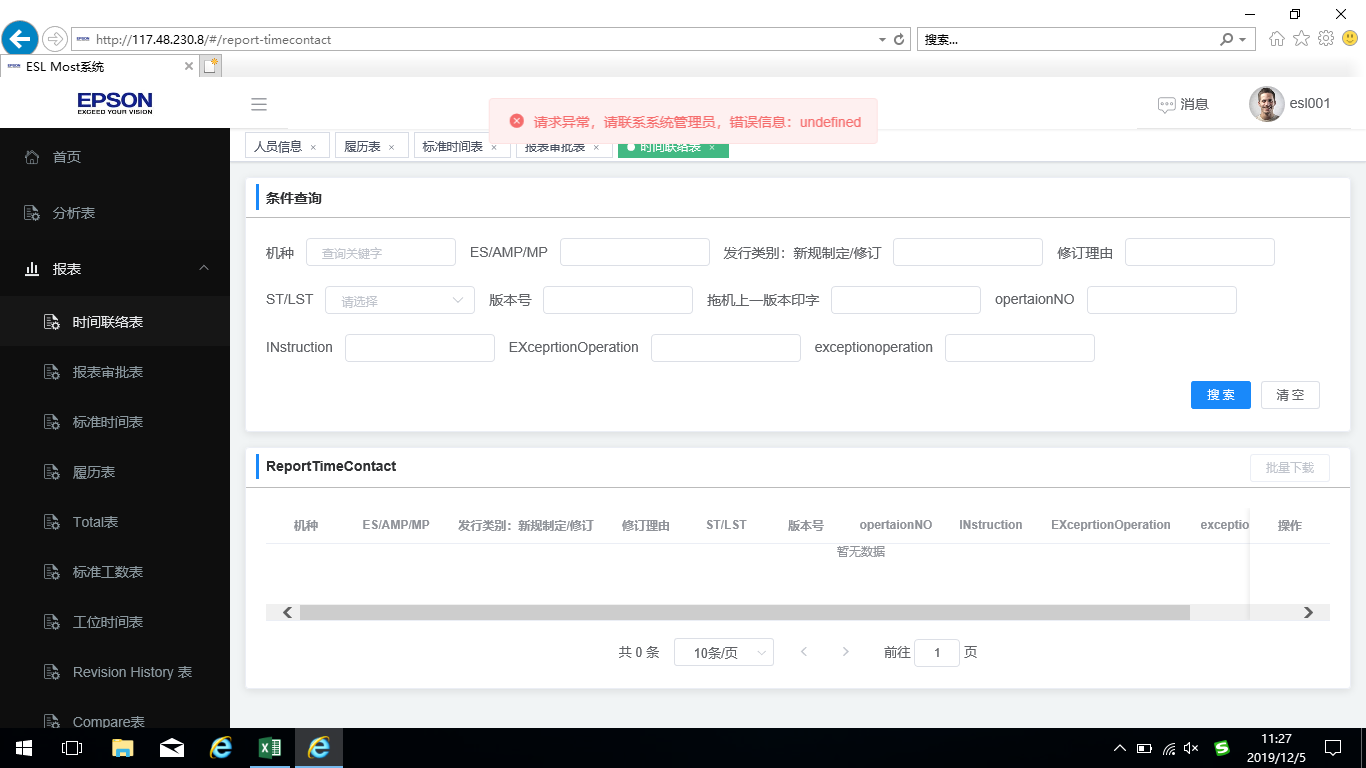 http://117.48.230.8/#/report-timecontact
搜索...
ESL Most系统
EPSON
EXCEED YOUR VISION
消息
esl001
请求异常，请联系系统管理员，错误信息：undefined
人员信息 × 履历表 × 标准时间表 × 报表审批表 × 时间联络表 ×
首页
分析表
报表
时间联络表
报表审批表
标准时间表
履历表
Total表
标准工数表
工位时间表
Revision History 表
Compare表
条件查询
机种 查询关键字 ES/AMP/MP 发行类别：新规制定/修订 修订理由
ST/LST 请选择 版本号 拖机上一版本印字 opertaionNO
INstruction EXceprtionOperation exceptionoperation
搜 索 清 空
ReportTimeContact 批量下载
机种 ES/AMP/MP 发行类别：新规制定/修订 修订理由 ST/LST 版本号 opertaionNO INstruction EXceprtionOperation exceptio 操作
暂无数据
共 0 条 10条/页 前往 1 页
11:27
2019/12/5